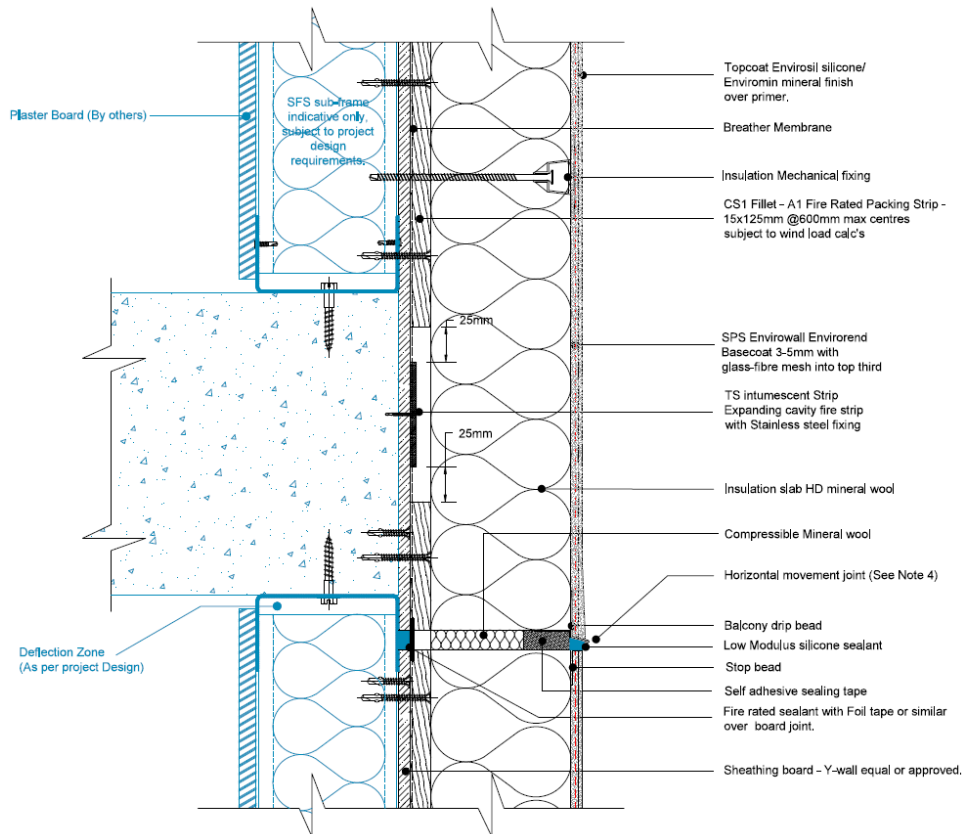 Plaster Board (By others)
SFS sub-frame
indicative only,
subject to project
design
requirements.
Deflection Zone
(As per project Design)
25mm
25mm
Topcoat Envirosil silicone/
Enviromin mineral finish
over primer.
Breather Membrane
Insulation Mechanical fixing
CS1 Fillet - A1 Fire Rated Packing Strip -
15x125mm @600mm max centres
subject to wind load calc's
SPS Envirowall Envirorend
Basecoat 3-5mm with
glass-fibre mesh into top third
TS intumescent Strip
Expanding cavity fire strip
with Stainless steel fixing
Insulation slab HD mineral wool
Compressible Mineral wool
Horizontal movement joint (See Note 4)
Balcony drip bead
Low Modulus silicone sealant
Stop bead
Self adhesive sealing tape
Fire rated sealant with Foil tape or similar
over board joint.
Sheathing board - Y-wall equal or approved.